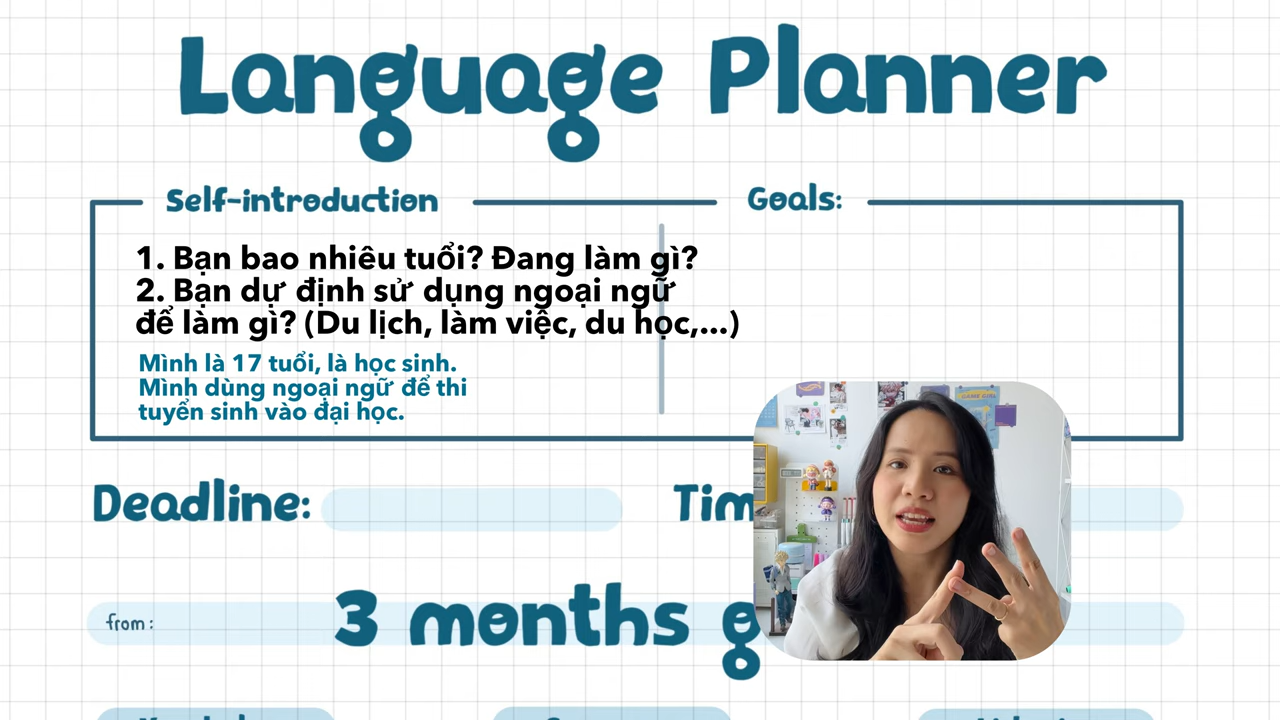 Language Planner
Self-introduction
Goals:
1. Bạn bao nhiêu tuổi? Đang làm gì?
2. Bạn dự định sử dụng ngoại ngữ
để làm gì? (Du lịch, làm việc, du học,...)
Mình là 17 tuổi, là học sinh.
Mình dùng ngoại ngữ để thi
tuyển sinh vào đại học.
Deadline:
from:
3 months